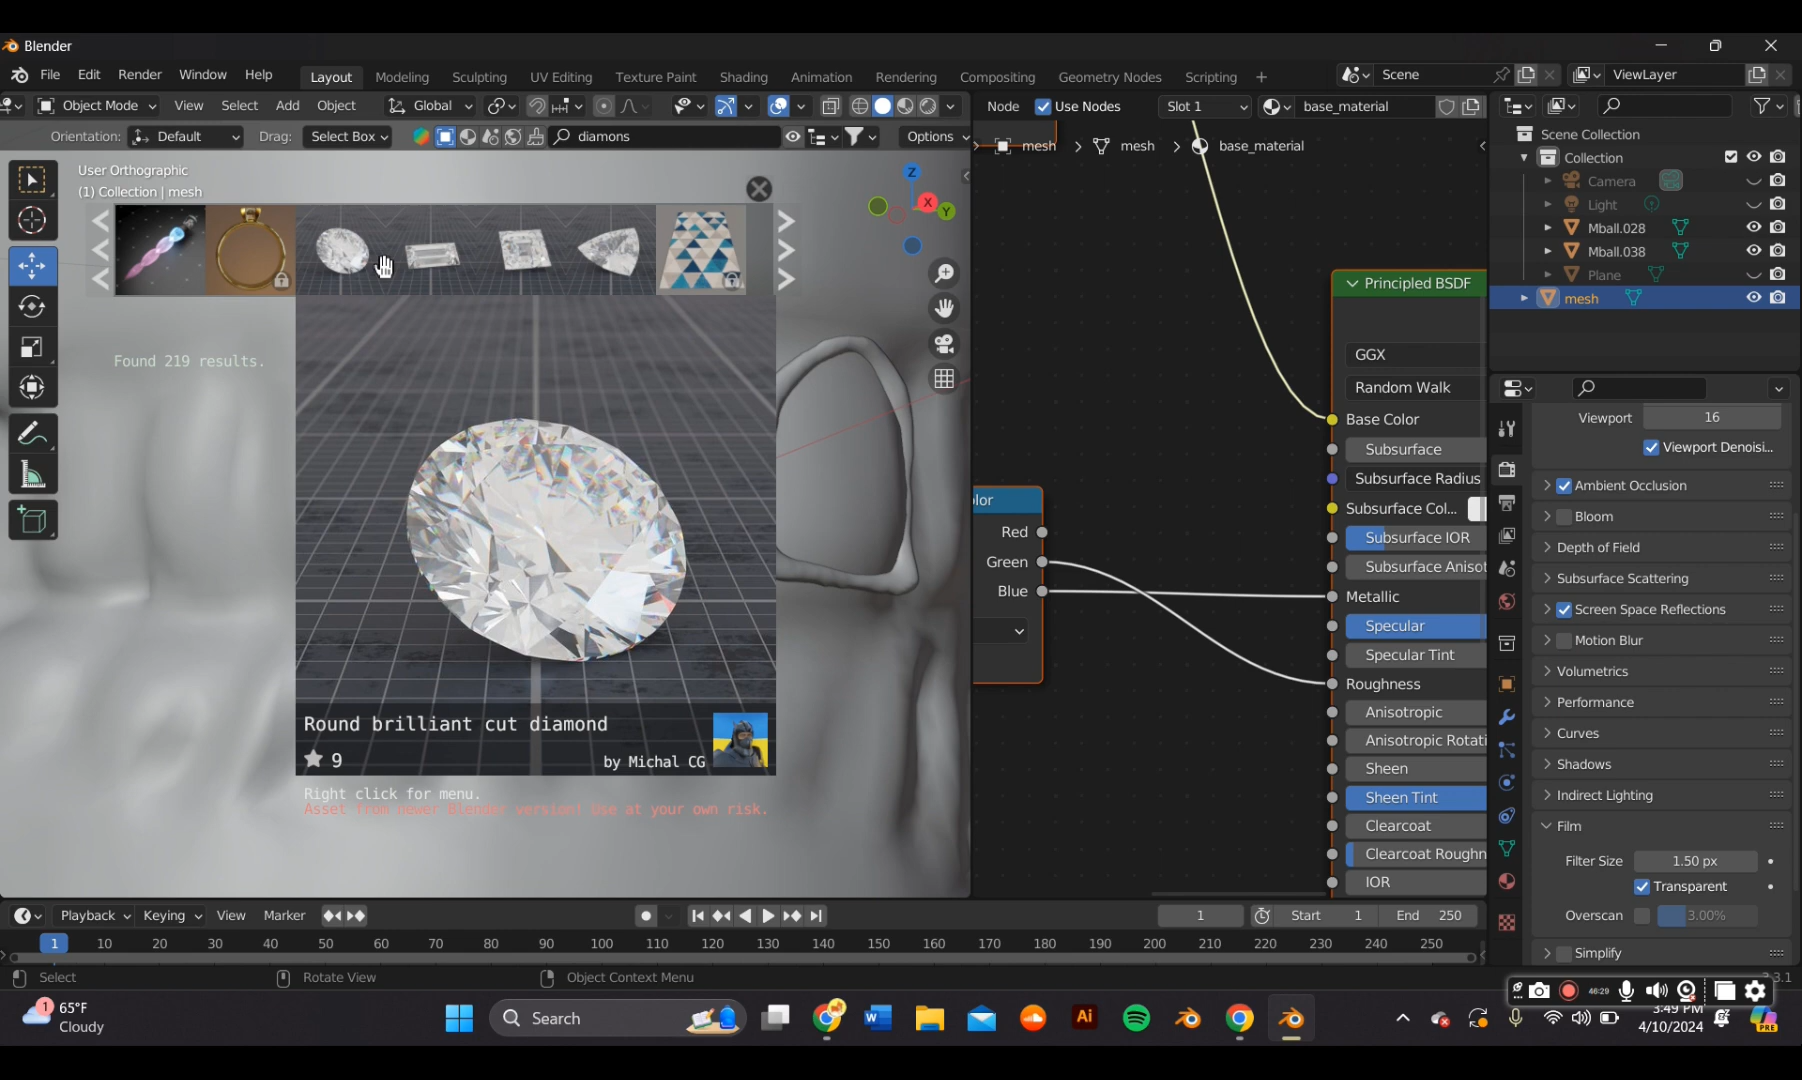 Blender
File Edit Render Window Help Layout Modeling Sculpting UV Editing Texture Paint Shading Animation Rendering Compositing Geometry Nodes Scripting + Scene ViewLayer
Object Mode View Select Add Object Global Node Use Nodes Slot 1 base_material
Orientation: Default Drag: Select Box diamons Options
mesh > mesh > base_material
User Orthographic
(1) Collection | mesh
Z
X
Y
Found 219 results.
Round brilliant cut diamond
9 by Michal CG
Right click for menu.
Asset from newer Blender version! Use at your own risk.
Red
Green
Blue
Principled BSDF
GGX
Random Walk
Base Color
Subsurface
Subsurface Radius
Subsurface Col...
Subsurface IOR
Subsurface Anisot
Metallic
Specular
Specular Tint
Roughness
Anisotropic
Anisotropic Rotati
Sheen
Sheen Tint
Clearcoat
Clearcoat Roughn
IOR
Scene Collection
Collection
Camera
Light
Mball.028
Mball.038
Plane
mesh
Viewport 16
Viewport Denoisi...
Ambient Occlusion
Bloom
Depth of Field
Subsurface Scattering
Screen Space Reflections
Motion Blur
Volumetrics
Performance
Curves
Shadows
Indirect Lighting
Film
Filter Size 1.50 px
Transparent
Overscan 3.00%
Simplify
Playback Keying View Marker 1 Start 1 End 250
1 10 20 30 40 50 60 70 80 90 100 110 120 130 140 150 160 170 180 190 200 210 220 230 240 250
Select Rotate View Object Context Menu
46:29
1 65°F
Cloudy
Search
W
Ai
3:49 PM
4/10/2024
PRE